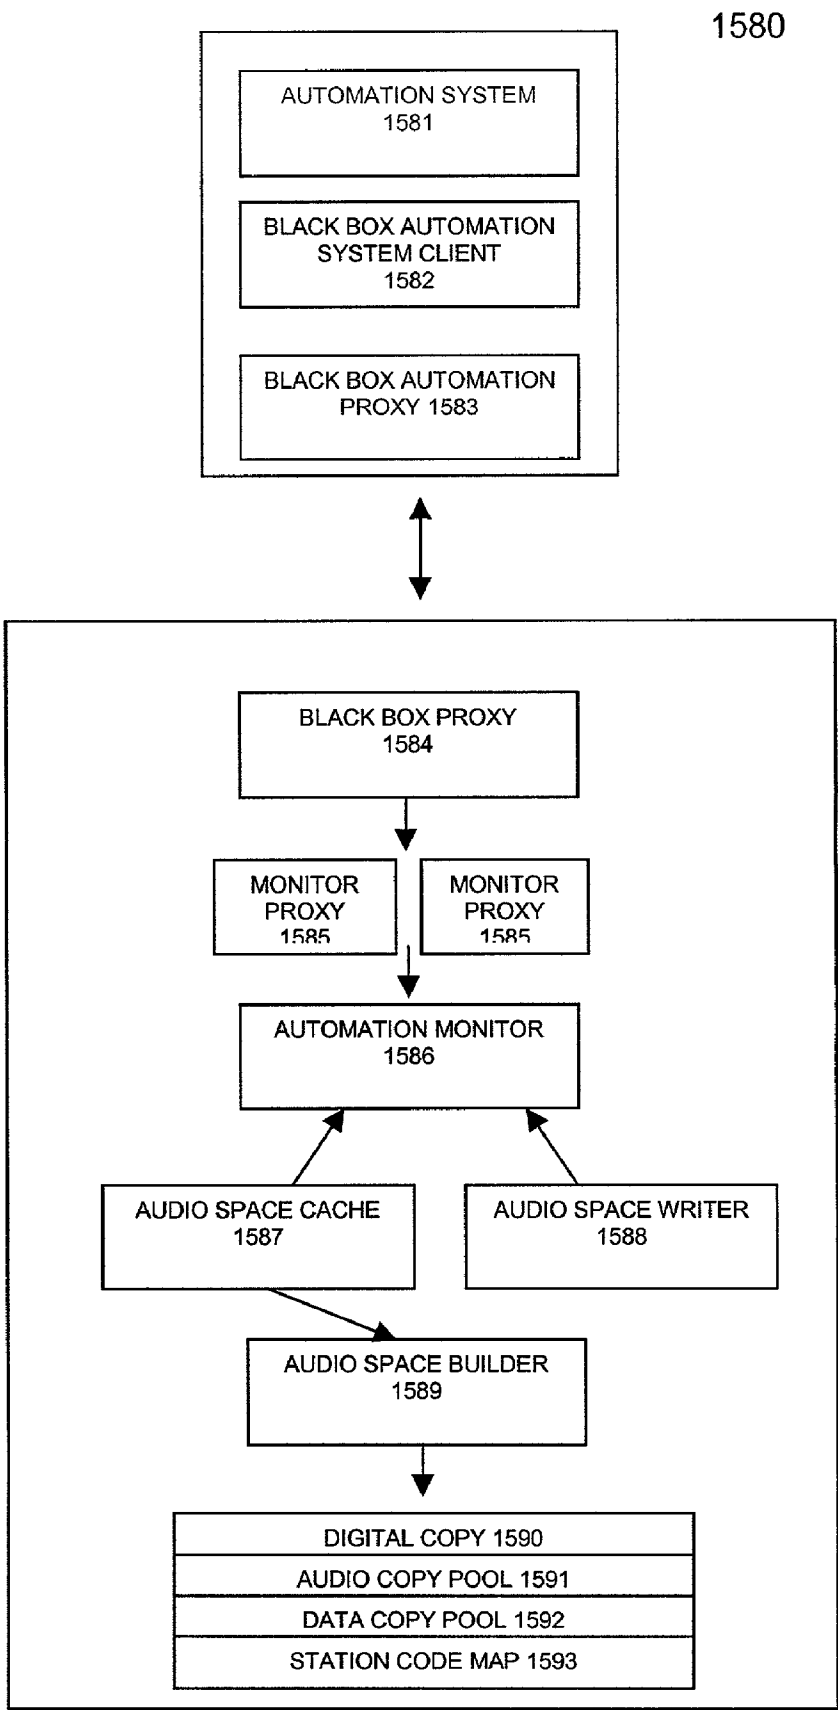 1580
AUTOMATION SYSTEM
1581
BLACK BOX AUTOMATION
SYSTEM CLIENT
1582
BLACK BOX AUTOMATION
PROXY 1583
BLACK BOX PROXY
1584
MONITOR
PROXY
1585
MONITOR
PROXY
1585
AUTOMATION MONITOR
1586
AUDIO SPACE CACHE
1587
AUDIO SPACE WRITER
1588
AUDIO SPACE BUILDER
1589
DIGITAL COPY 1590
AUDIO COPY POOL 1591
DATA COPY POOL 1592
STATION CODE MAP 1593